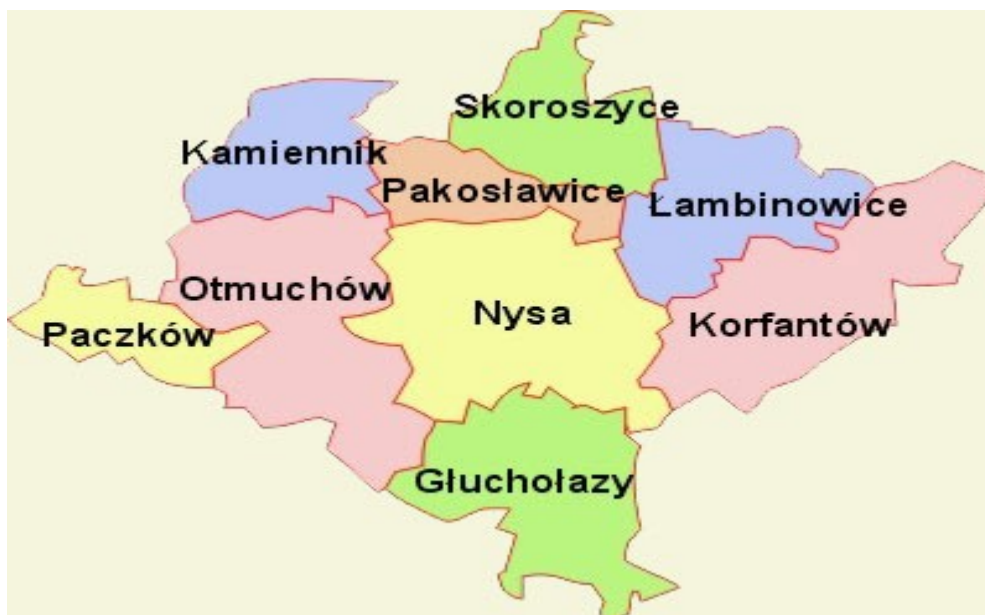 Skoroszyce
Kamiennik
Pakosławice
Łambinowice
Otmuchów
Nysa
Korfantów
Paczków
Głuchołazy